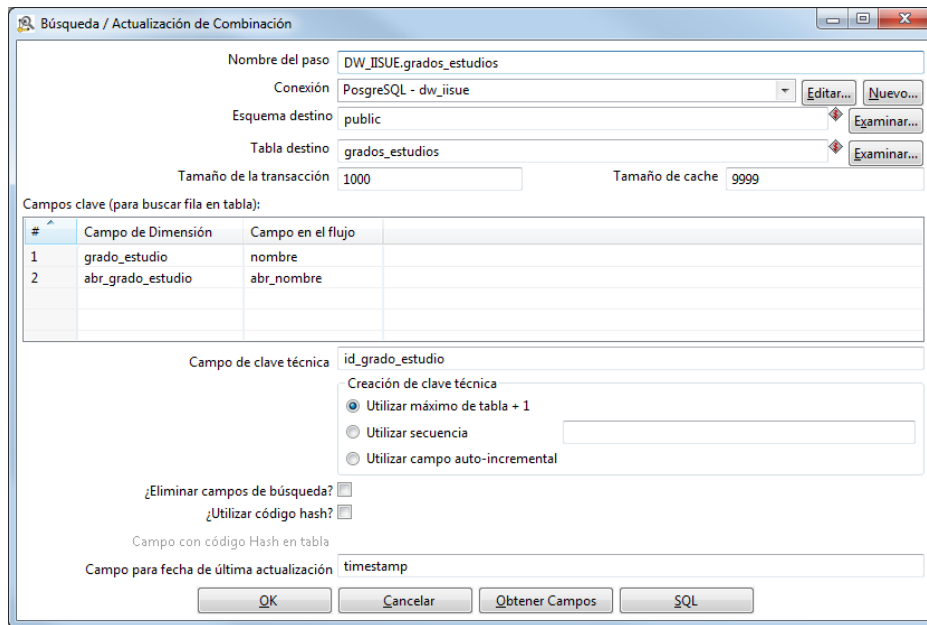 Búsqueda / Actualización de Combinación
Nombre del paso DW_IISUE.grados_estudios
Conexión PosgreSQL - dw_iisue Editar... Nuevo...
Esquema destino public Examinar...
Tabla destino grados_estudios Examinar...
Tamaño de la transacción 1000 Tamaño de cache 9999
Campos clave (para buscar fila en tabla):
# Campo de Dimensión Campo en el flujo
1 grado_estudio nombre
2 abr_grado_estudio abr_nombre
Campo de clave técnica id_grado_estudio
Creación de clave técnica
Utilizar máximo de tabla + 1
Utilizar secuencia
Utilizar campo auto-incremental
¿Eliminar campos de búsqueda?
¿Utilizar código hash?
Campo con código Hash en tabla
Campo para fecha de última actualización timestamp
OK Cancelar Obtener Campos SQL